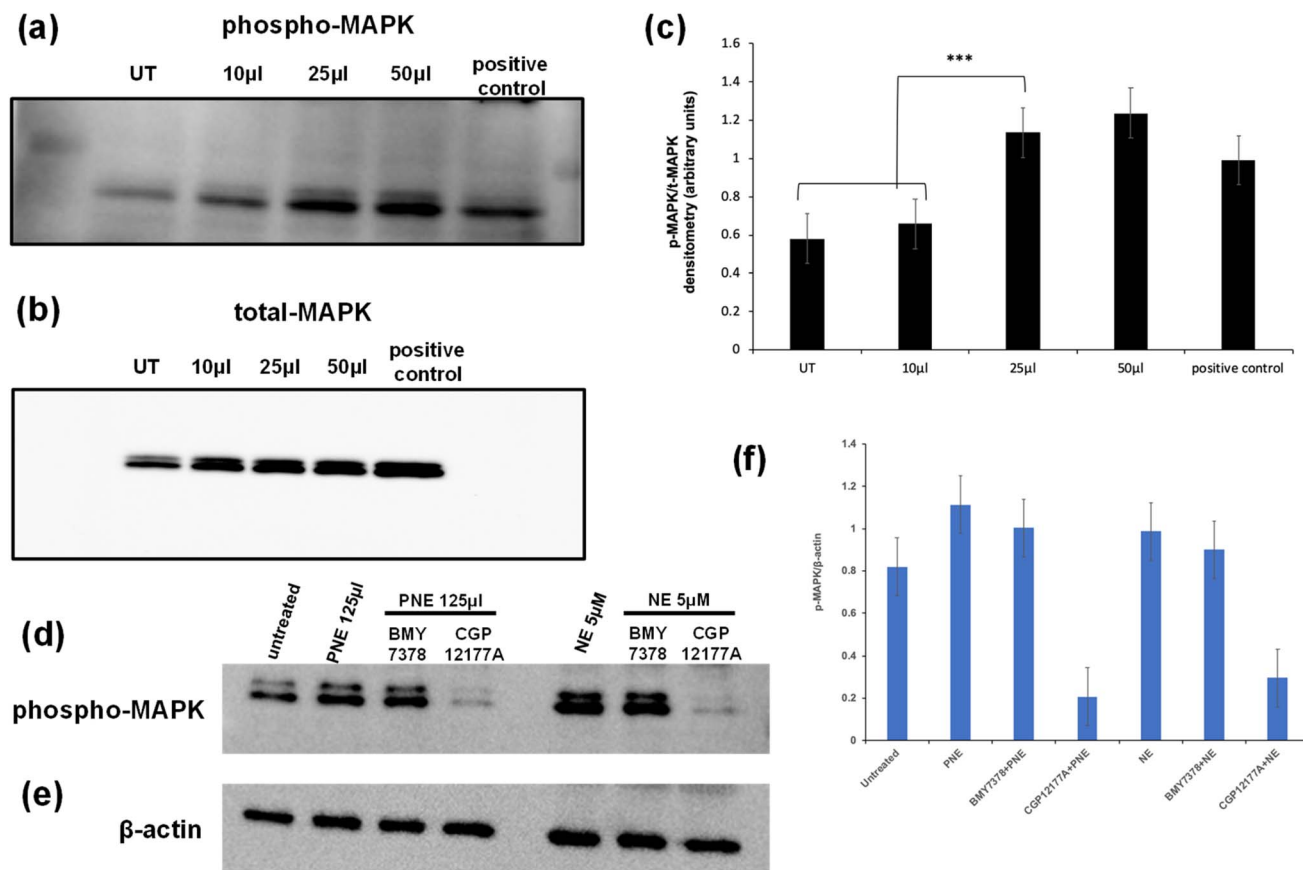 (a)
phospho-MAPK
UT 10µl 25µl 50µl positive
control
(b)
total-MAPK
UT 10µl 25µl 50µl positive
control
(c)
p-MAPK/t-MAPK
densitometry (arbitrary units)
1.6
1.4
1.2
1
0.8
0.6
0.4
0.2
0
***
UT 10µl 25µl 50µl positive control
(d)
untreated
PNE 125µl
PNE 125µl
BMY
7378
CGP
12177A
NE 5µM
NE 5µM
BMY
7378
CGP
12177A
phospho-MAPK
(e)
β-actin
(f)
p-MAPK/β-actin
1.4
1.2
1
0.8
0.6
0.4
0.2
0
Untreated
PNE
BMY7378+PNE
CGP12177A+PNE
NE
BMY7378+NE
CGP12177A+NE